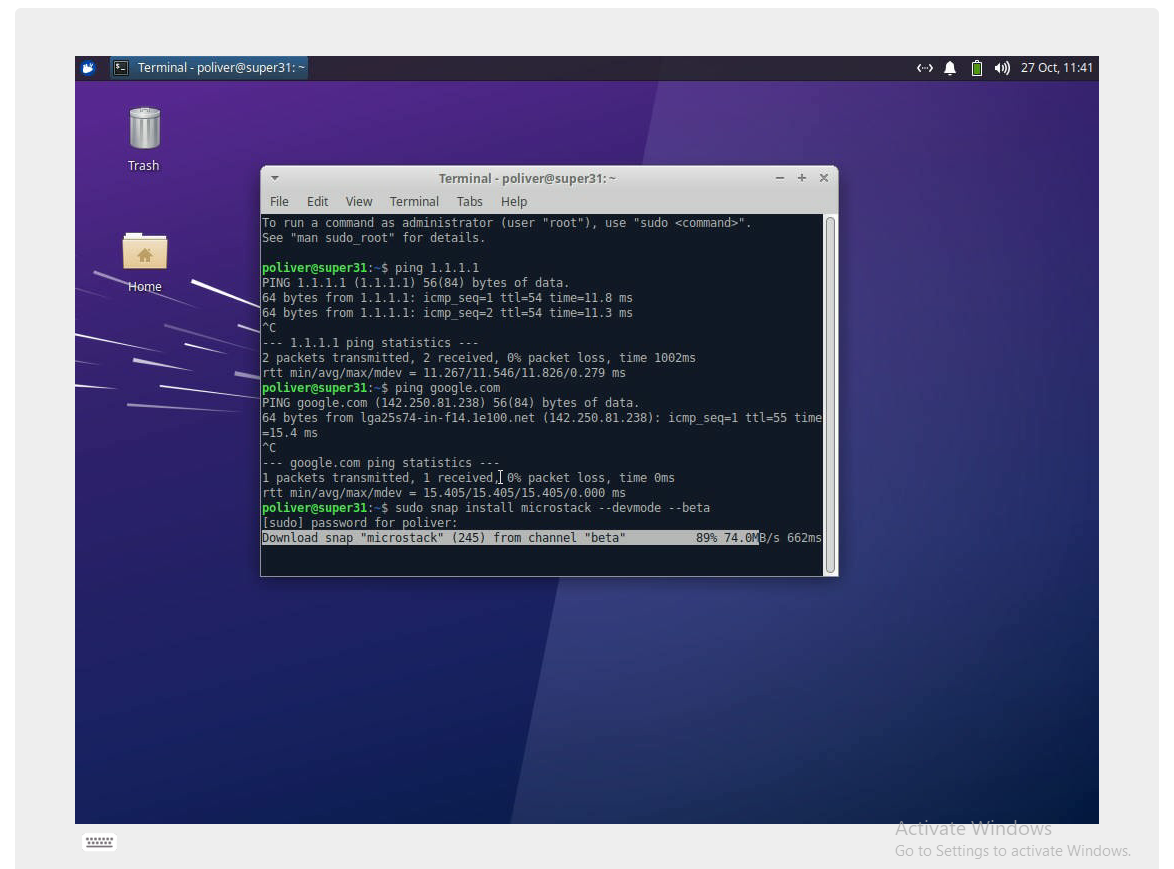 Terminal - poliver@super31: ~
27 Oct, 11:41
Trash
Home
Terminal - poliver@super31: ~
File Edit View Terminal Tabs Help
To run a command as administrator (user "root"), use "sudo <command>".
See "man sudo_root" for details.
poliver@super31:~$ ping 1.1.1.1
PING 1.1.1.1 (1.1.1.1) 56(84) bytes of data.
64 bytes from 1.1.1.1: icmp_seq=1 ttl=54 time=11.8 ms
64 bytes from 1.1.1.1: icmp_seq=2 ttl=54 time=11.3 ms
^C
--- 1.1.1.1 ping statistics ---
2 packets transmitted, 2 received, 0% packet loss, time 1002ms
rtt min/avg/max/mdev = 11.267/11.546/11.826/0.279 ms
poliver@super31:~$ ping google.com
PING google.com (142.250.81.238) 56(84) bytes of data.
64 bytes from lga25s74-in-f14.1e100.net (142.250.81.238): icmp_seq=1 ttl=55 time
=15.4 ms
^C
--- google.com ping statistics ---
1 packets transmitted, 1 received, 0% packet loss, time 0ms
rtt min/avg/max/mdev = 15.405/15.405/15.405/0.000 ms
poliver@super31:~$ sudo snap install microstack --devmode --beta
[sudo] password for poliver:
Download snap "microstack" (245) from channel "beta" 89% 74.0MB/s 662ms
Activate Windows
Go to Settings to activate Windows.